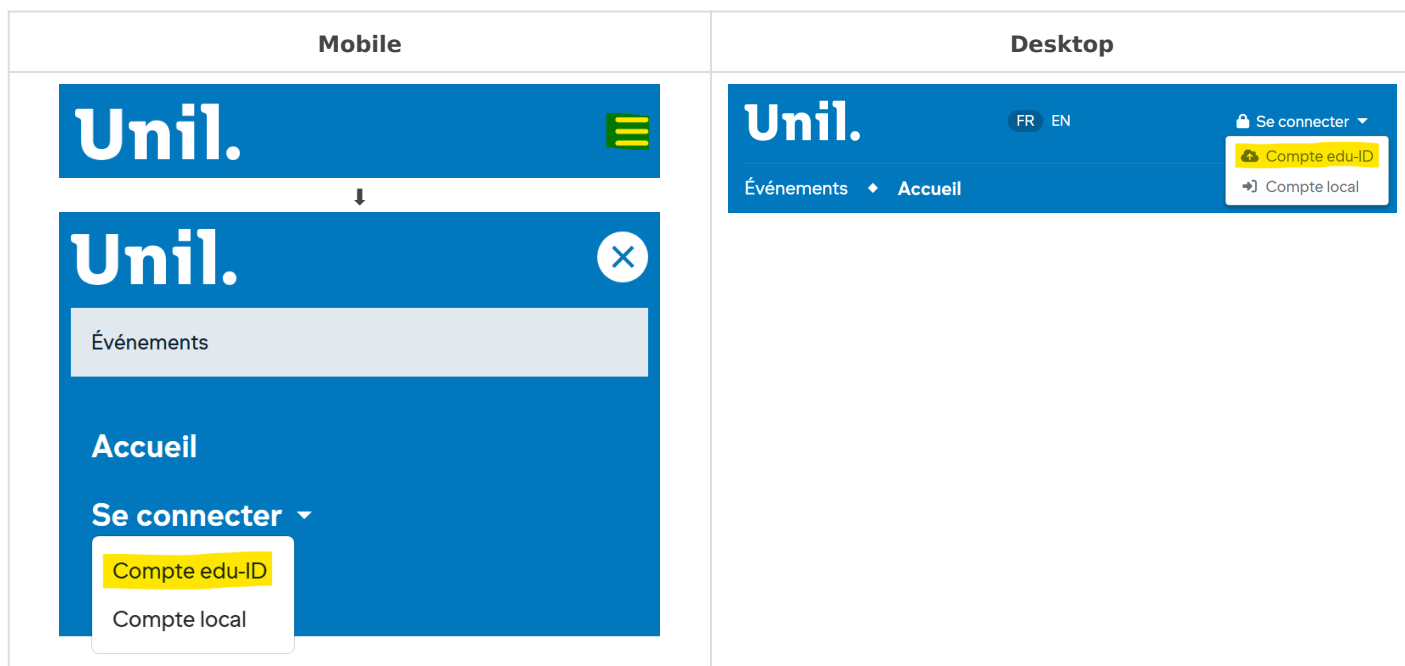 Mobile
Desktop
Unil.
Unil.
Événements
Accueil
Se connecter
Compte edu-ID
Compte local
Unil.
FR EN
Se connecter
Compte edu-ID
Compte local
Événements
Accueil